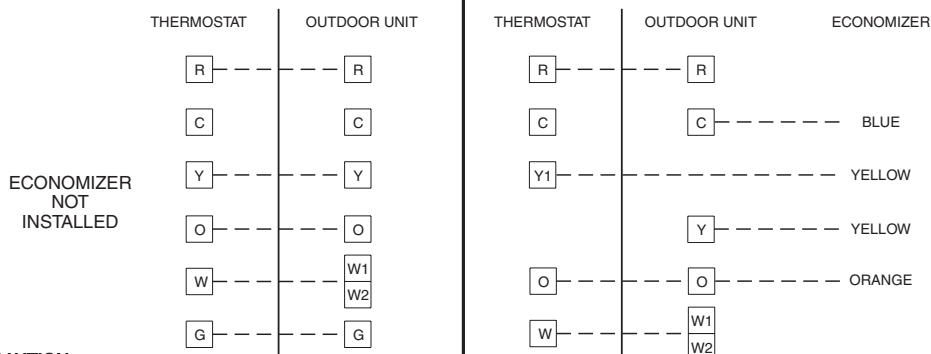 THERMOSTAT OUTDOOR UNIT
R R
C C
Y Y
ECONOMIZER
NOT
INSTALLED
O O
W W1
W2
G G
THERMOSTAT OUTDOOR UNIT ECONOMIZER
R R
C C BLUE
Y1 YELLOW
Y YELLOW
O O ORANGE
W W1
W2